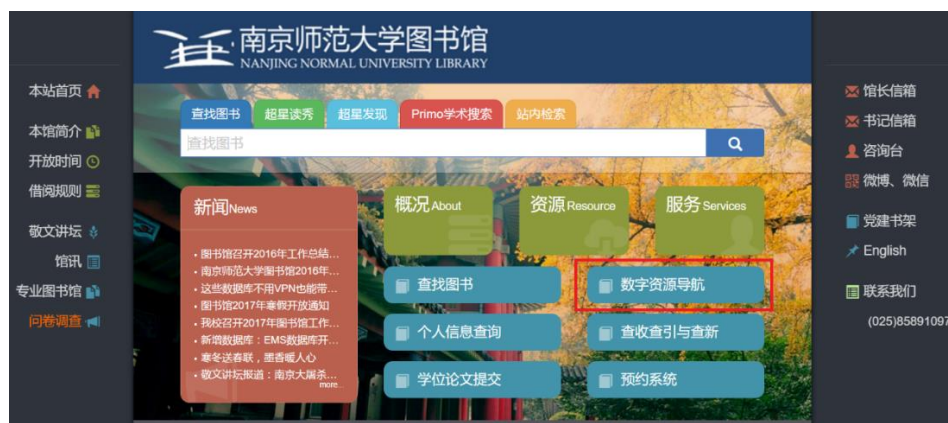 南京师范大学图书馆
NANJING NORMAL UNIVERSITY LIBRARY
本站首页
本馆简介
开放时间
借阅规则
敬文讲坛
馆讯
专业图书馆
问卷调查
查找图书 超星读秀 超星发现 Primo学术搜索 站内检索
查找图书
新闻News
• 图书馆召开2016年工作总结...
• 南京师范大学图书馆2016年...
• 这些数据库不用VPN也能带...
• 图书馆2017年寒假开放通知
• 我校召开2017年图书馆工作...
• 新增数据库：EMS数据库开...
• 寒冬送春联，墨香暖人心
• 敬文讲坛报道：南京大屠杀...
more...
概况About 资源Resource 服务Services
查找图书 数字资源导航
个人信息查询 查收查引与查新
学位论文提交 预约系统
馆长信箱
书记信箱
咨询台
微博、微信
党建书架
English
联系我们
(025)85891097